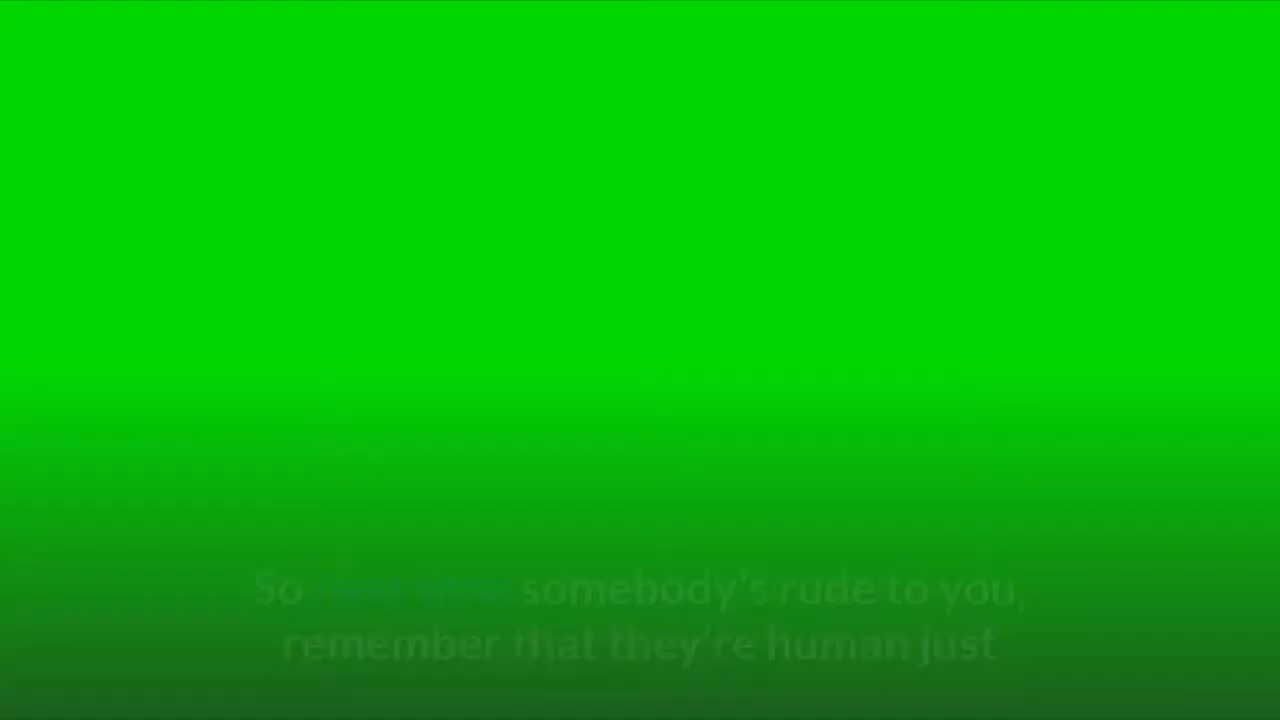 So somebody's rude to you,
remember that they're human just